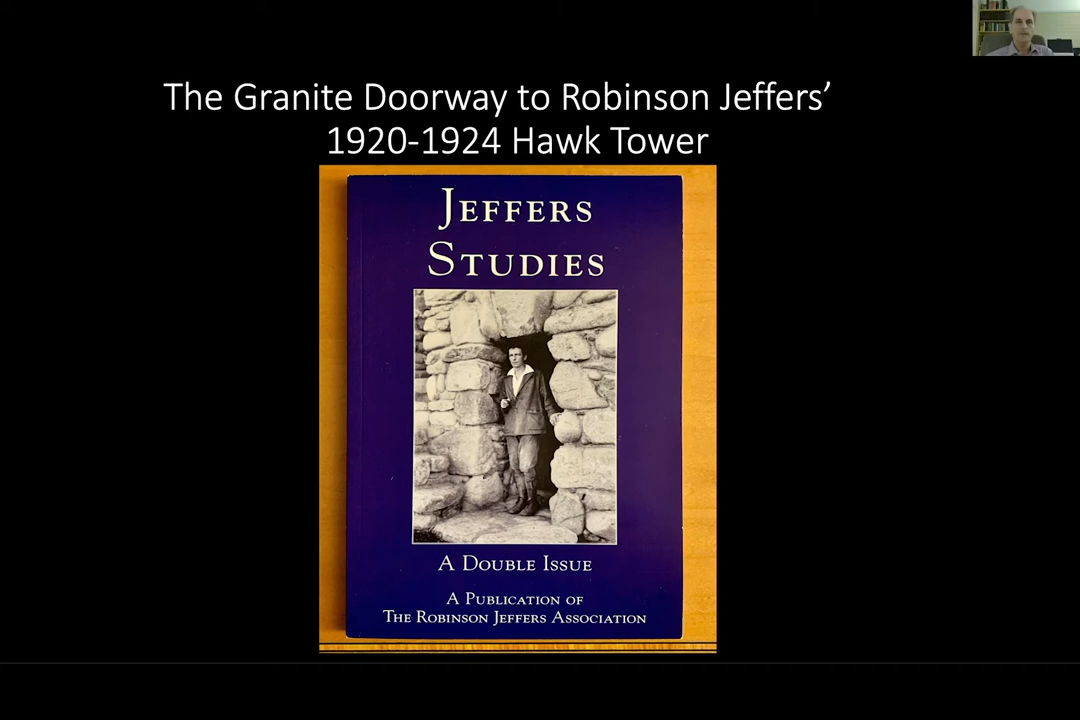 The Granite Doorway to Robinson Jeffers’
1920-1924 Hawk Tower
JEFFERS
STUDIES
A DOUBLE ISSUE
A PUBLICATION OF
THE ROBINSON JEFFERS ASSOCIATION